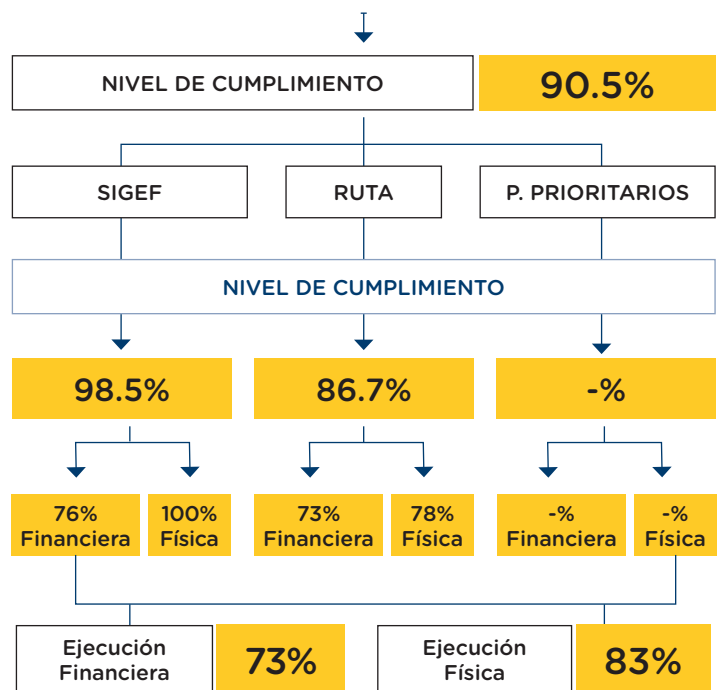 NIVEL DE CUMPLIMIENTO
90.5%
SIGEF
RUTA
P. PRIORITARIOS
NIVEL DE CUMPLIMIENTO
98.5%
86.7%
-%
76%
Financiera
100%
Física
73%
Financiera
78%
Física
-%
Financiera
-%
Física
Ejecución
Financiera
73%
Ejecución
Física
83%